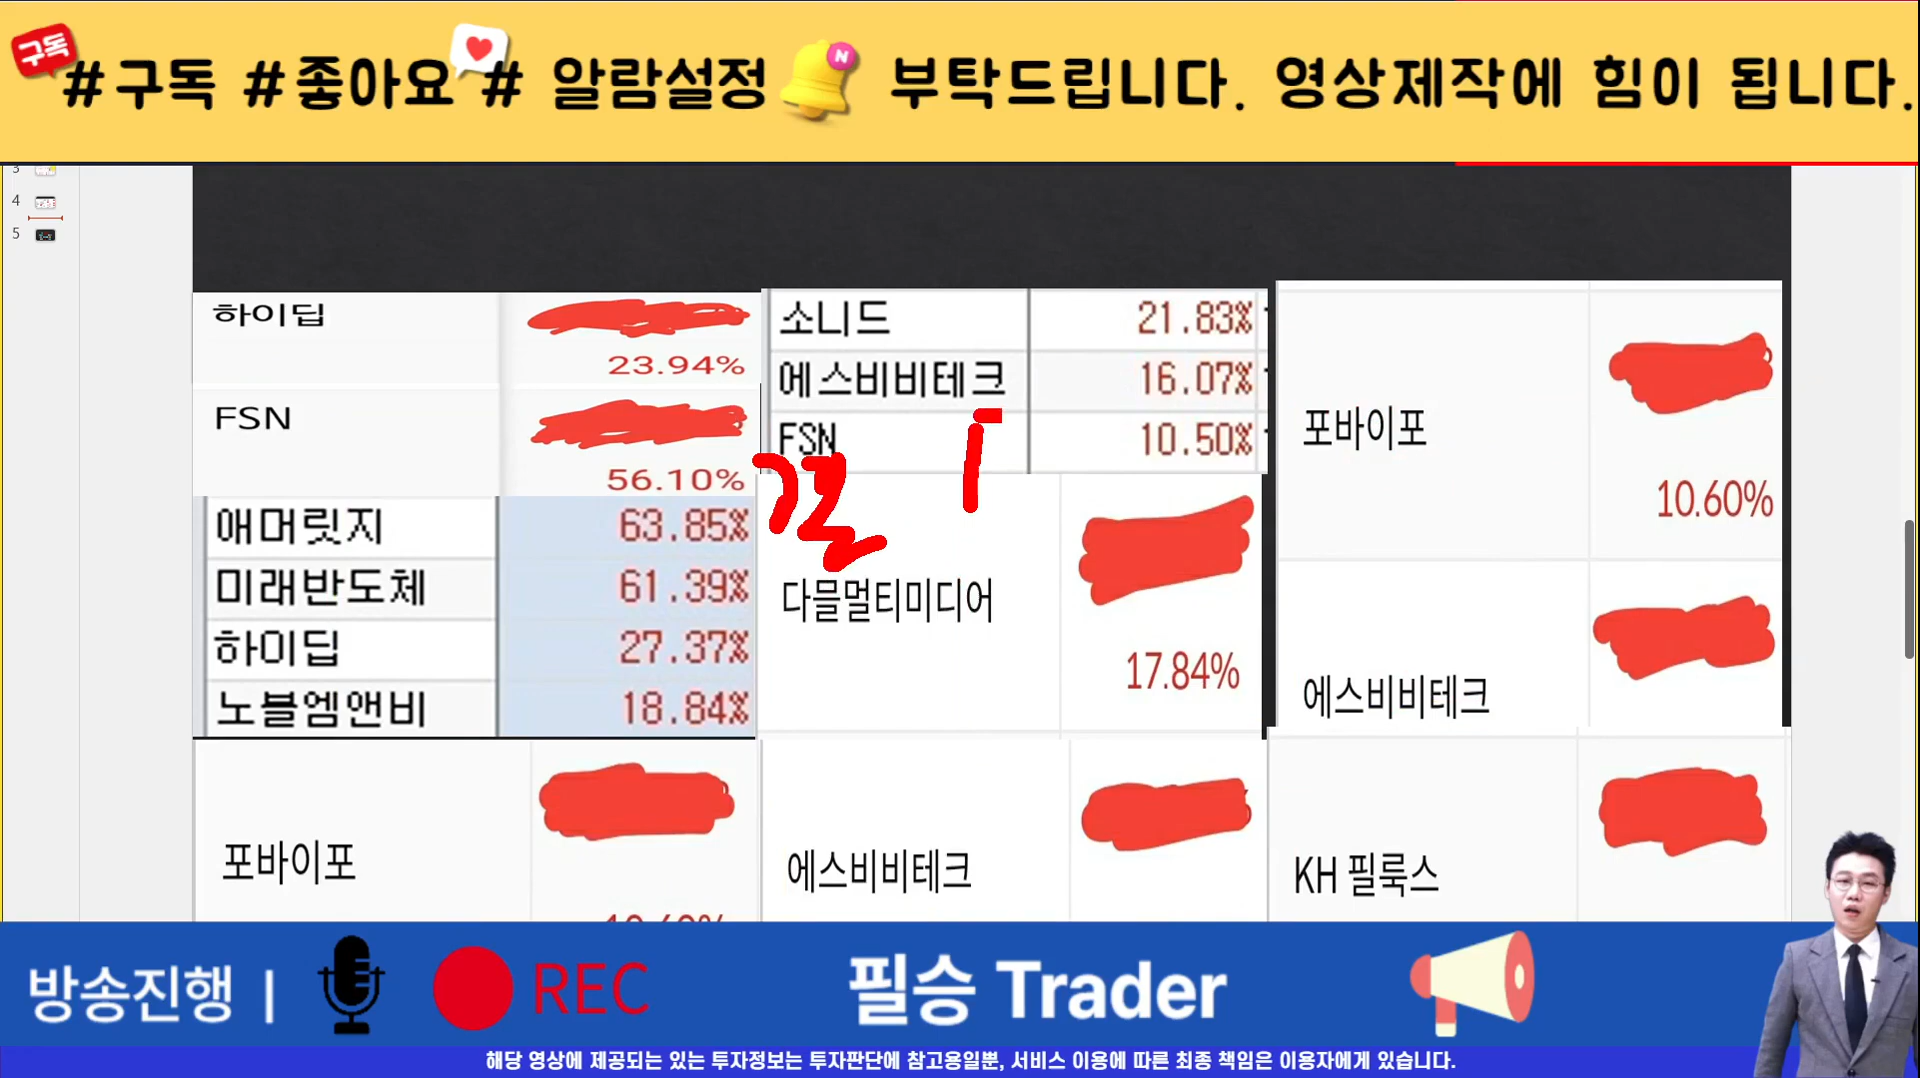 구독
#구독 #좋아요 # 알람설정 N 부탁드립니다. 영상제작에 힘이 됩니다.
3
4
5
하이딥
23.94%
FSN
56.10%
애머릿지 63.85%
미래반도체 61.39%
하이딥 27.37%
노블엠앤비 18.84%
소니드 21.83%
에스비비테크 16.07%
FSN 10.50%
다믈멀티미디어
17.84%
포바이포
10.60%
에스비비테크
포바이포
에스비비테크
KH 필룩스
방송진행 | REC 필승 Trader
해당 영상에 제공되는 있는 투자정보는 투자판단에 참고용일뿐, 서비스 이용에 따른 최종 책임은 이용자에게 있습니다.